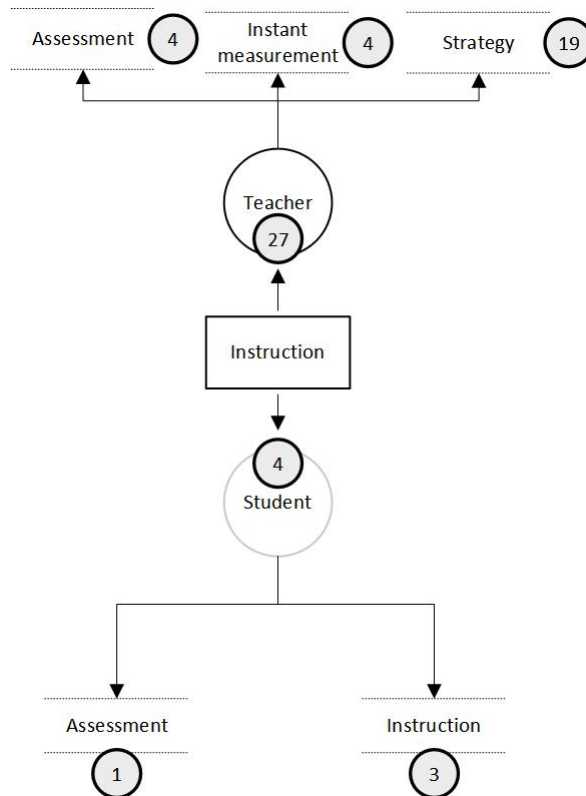 Assessment
4
Instant
measurement
4
Strategy
19
Teacher
27
Instruction
4
Student
Assessment
1
Instruction
3